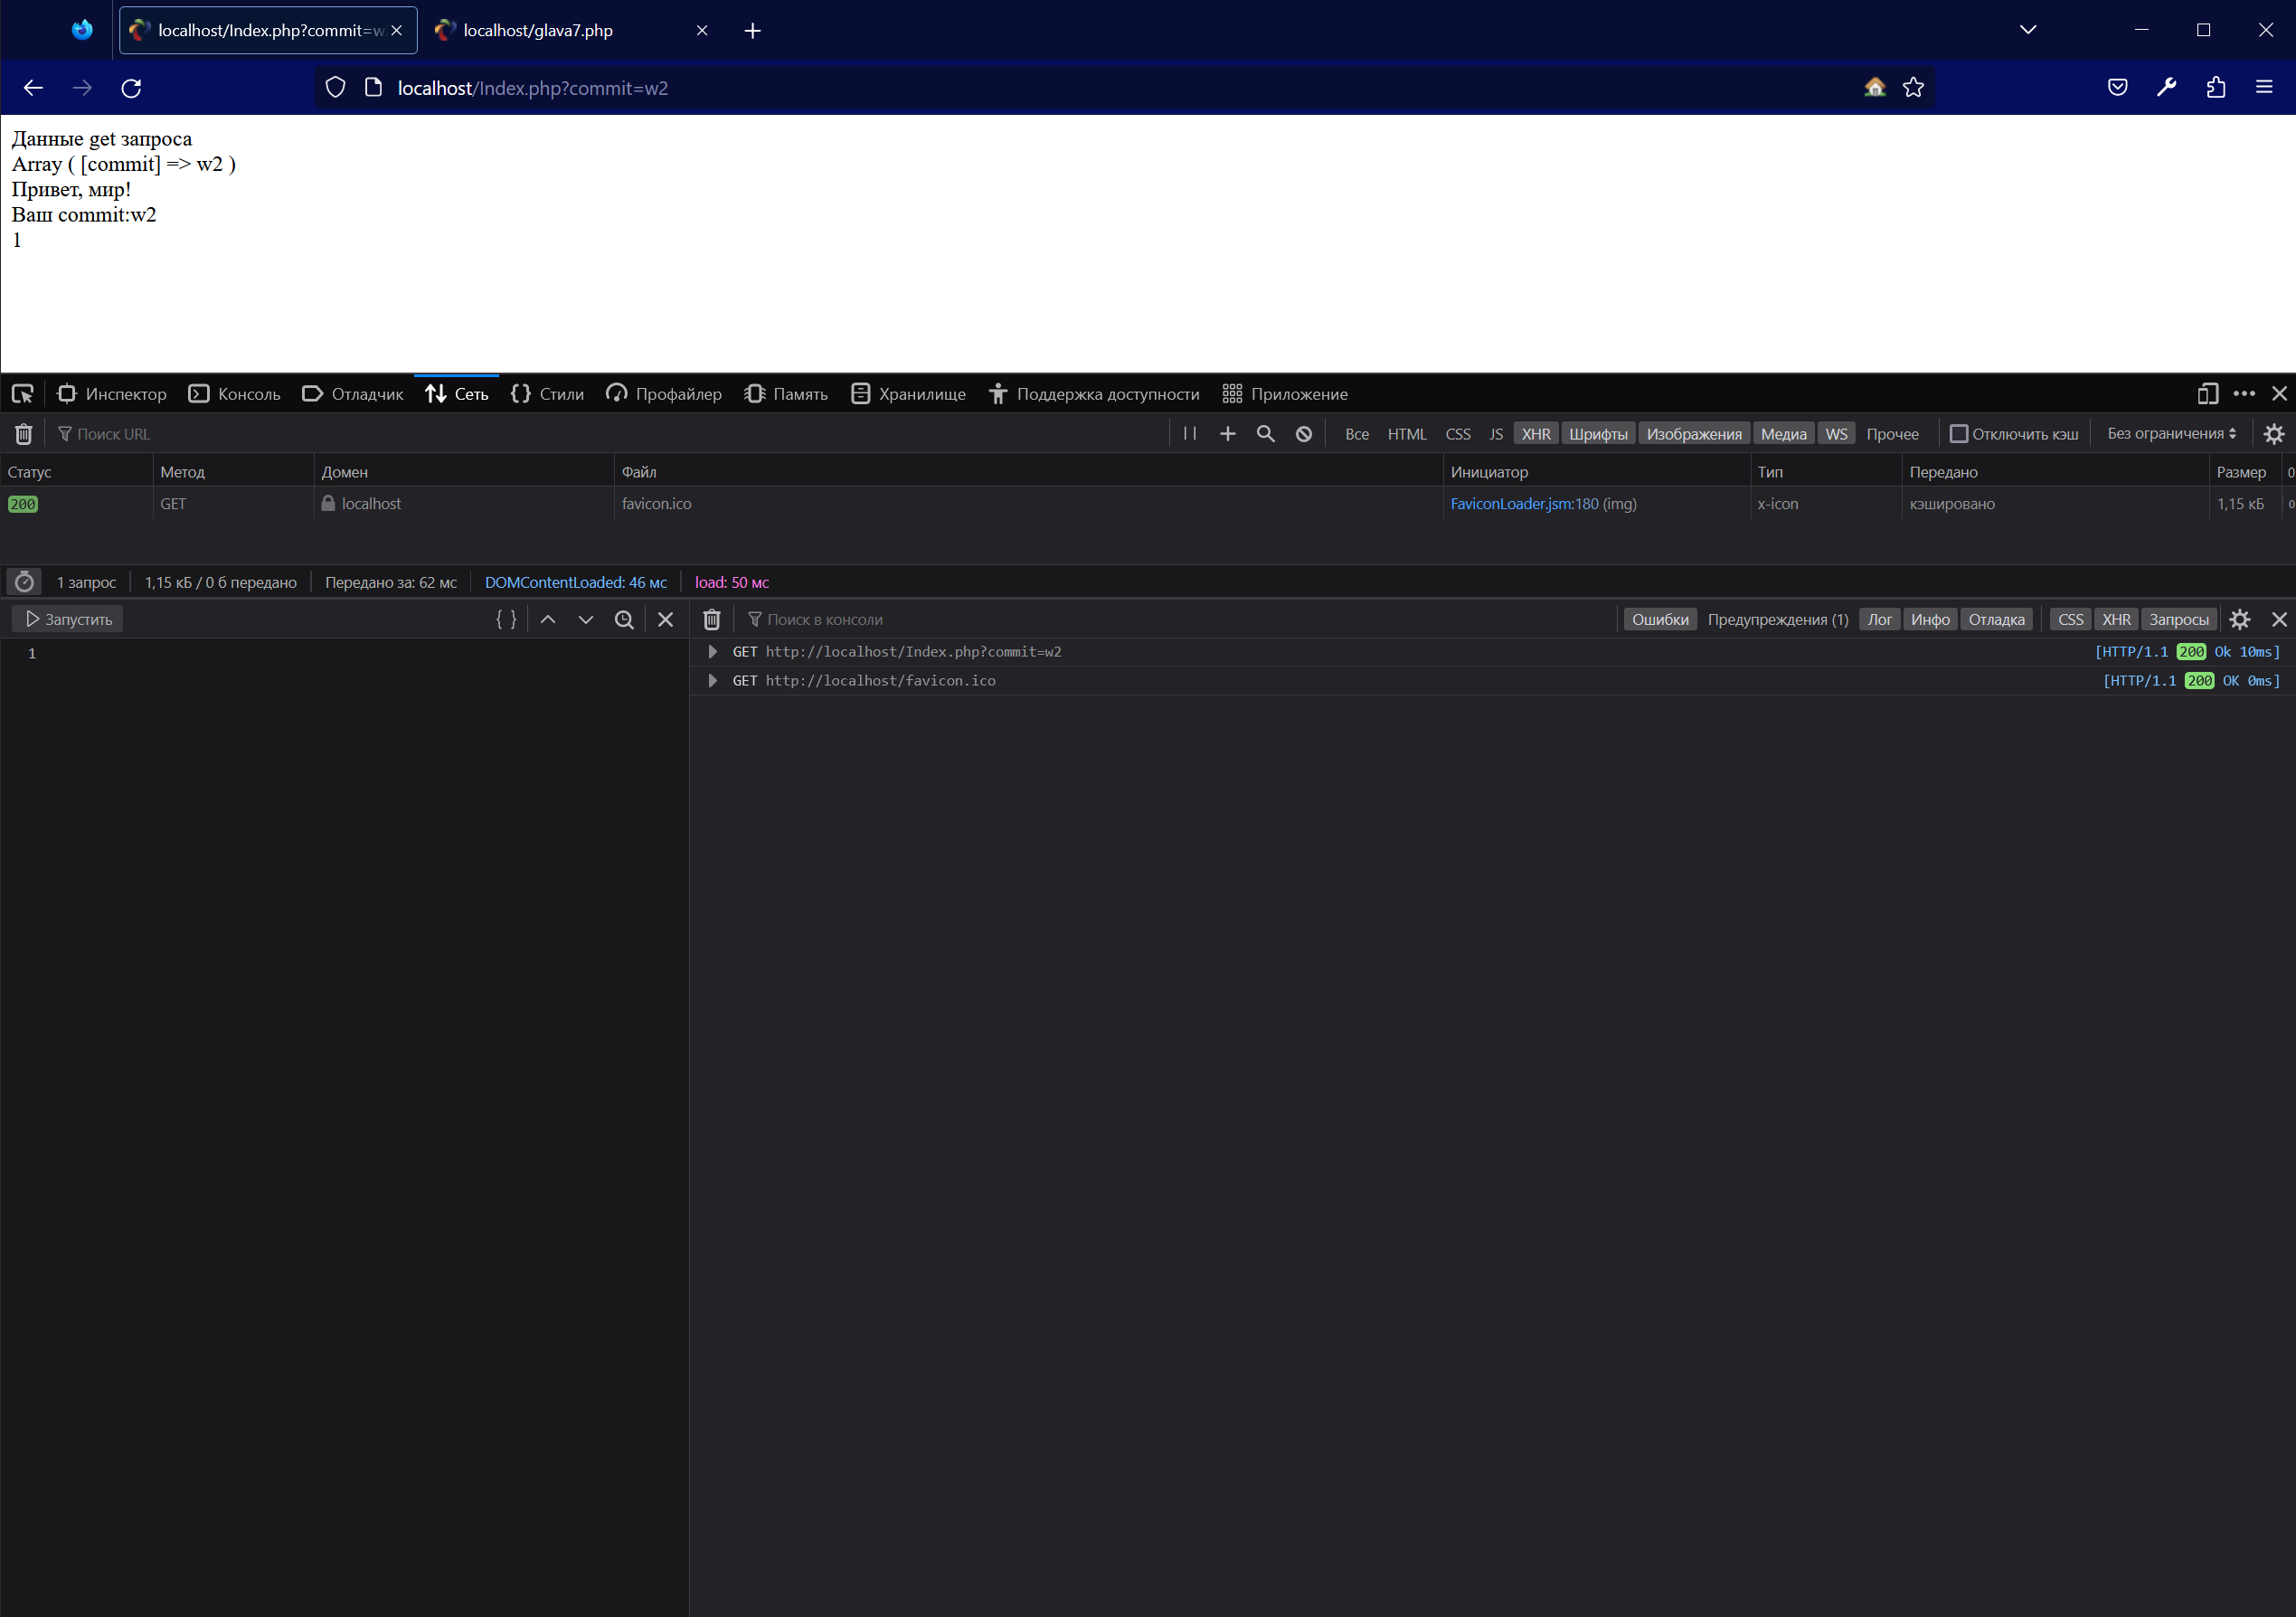 localhost/Index.php?commit=w
localhost/glava7.php
localhost/Index.php?commit=w2
Данные get запроса
Array ( [commit] => w2 )
Привет, мир!
Ваш commit:w2
1
Инспектор Консоль Отладчик Сеть Стили Профайлер Память Хранилище Поддержка доступности Приложение
Поиск URL Все HTML CSS JS XHR Шрифты Изображения Медиа WS Прочее Отключить кэш Без ограничения
Статус Метод Домен Файл Инициатор Тип Передано Размер 0
200 GET localhost favicon.ico FaviconLoader.jsm:180 (img) x-icon кэшировано 1,15 кБ 0
1 запрос 1,15 кБ / 0 б передано Передано за: 62 мс DOMContentLoaded: 46 мс load: 50 мс
Запустить { } Поиск в консоли Ошибки Предупреждения (1) Лог Инфо Отладка CSS XHR Запросы
1
GET http://localhost/Index.php?commit=w2 [HTTP/1.1 200 Ok 10ms]
GET http://localhost/favicon.ico [HTTP/1.1 200 OK 0ms]